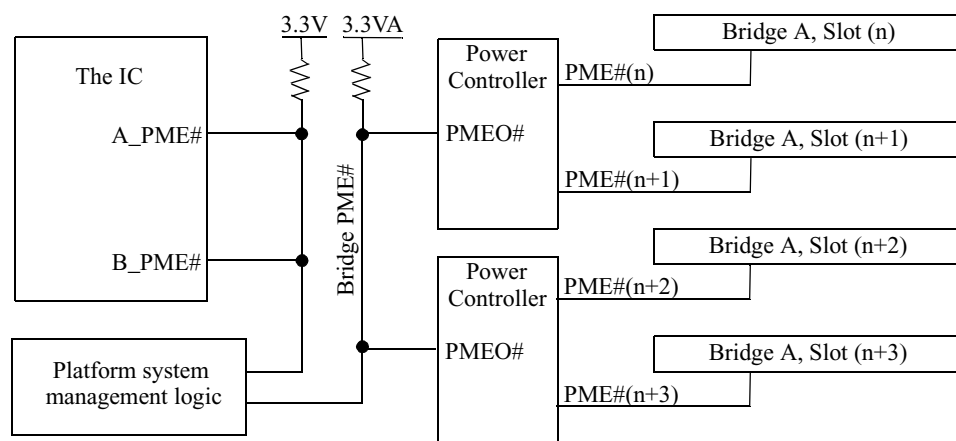 3.3V 3.3VA
The IC
A_PME#
B_PME#
Platform system
management logic
Bridge PME#
Power
Controller
PMEO#
PME#(n)
PME#(n+1)
Power
Controller
PMEO#
PME#(n+2)
PME#(n+3)
Bridge A, Slot (n)
Bridge A, Slot (n+1)
Bridge A, Slot (n+2)
Bridge A, Slot (n+3)